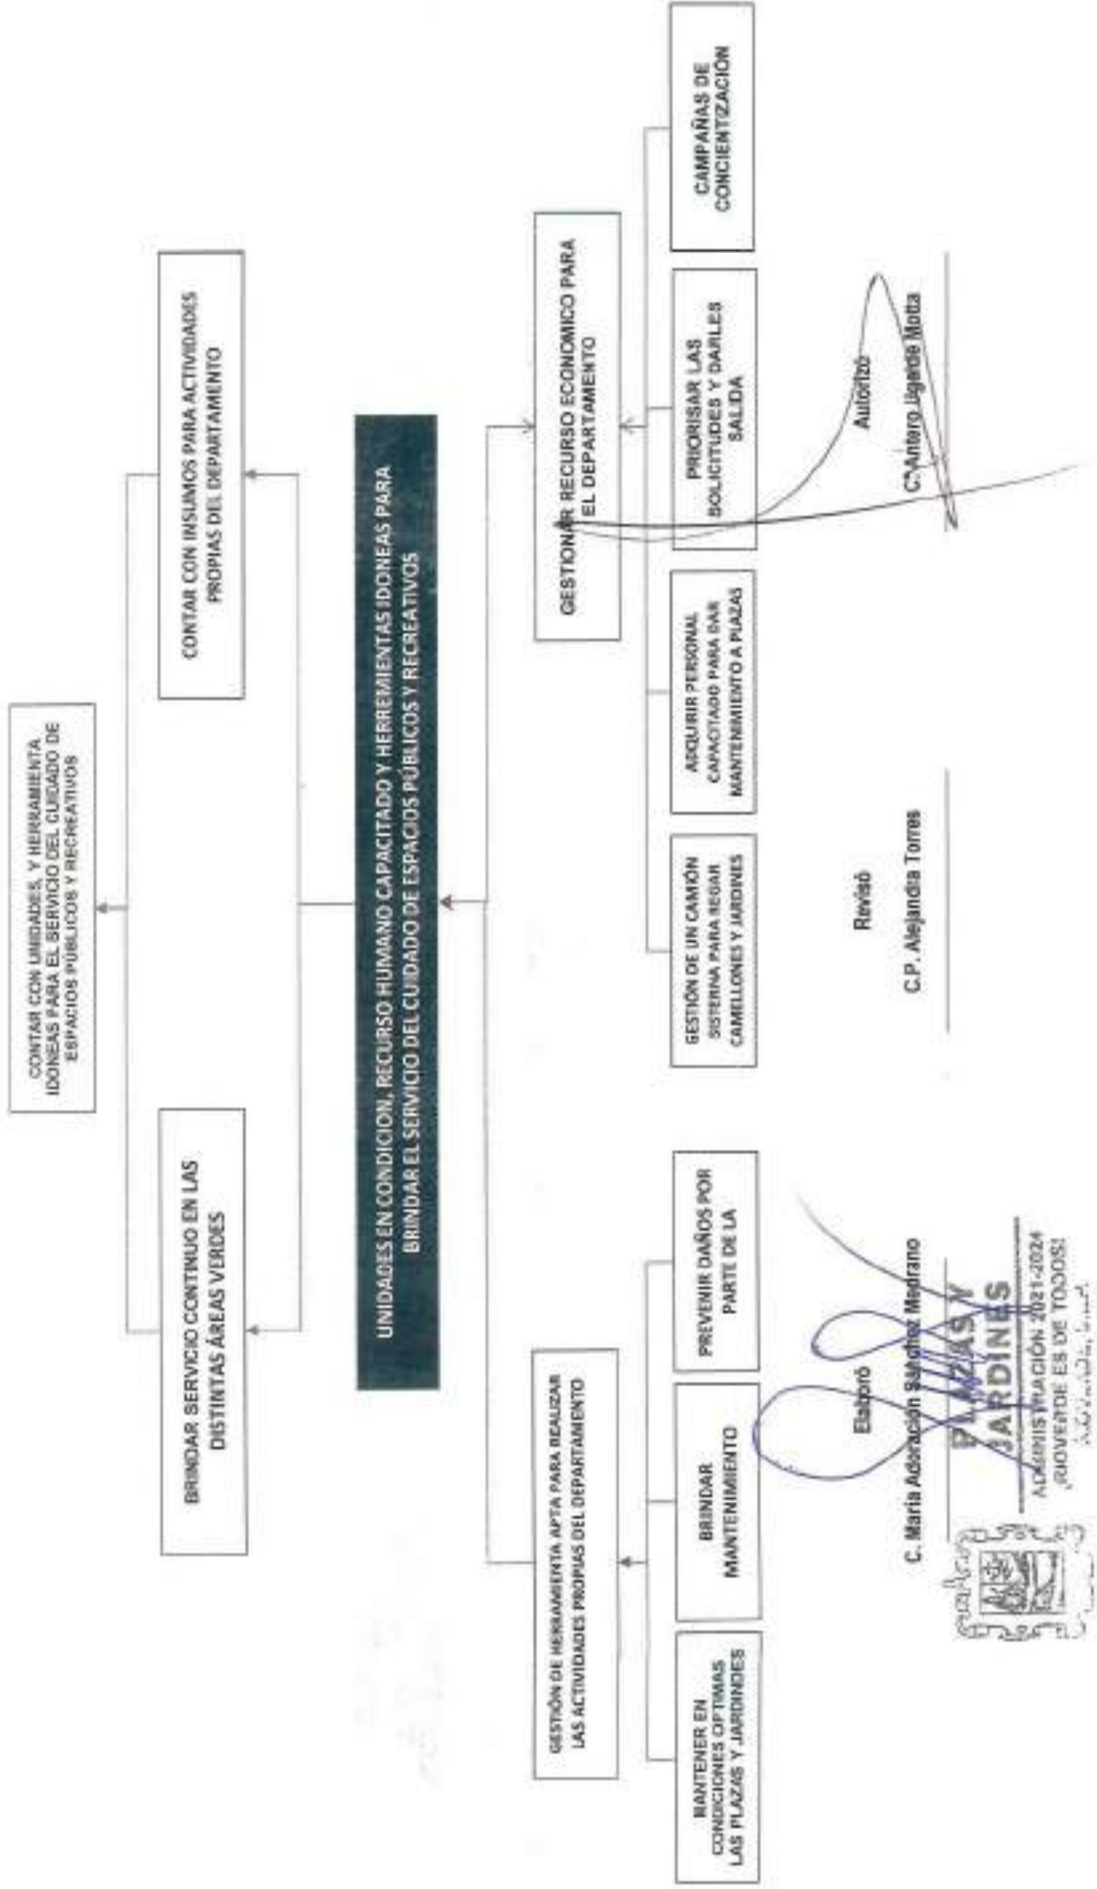 CONTAR CON UNIDADES, Y HERRAMIENTA
IDONEAS PARA EL SERVICIO DEL CUIDADO DE
ESPACIOS PÚBLICOS Y RECREATIVOS
BRINDAR SERVICIO CONTINUO EN LAS
DISTINTAS ÁREAS VERDES
CONTAR CON INSUMOS PARA ACTIVIDADES
PROPIAS DEL DEPARTAMENTO
UNIDADES EN CONDICION, RECURSO HUMANO CAPACITADO Y HERREMIENTAS IDONEAS PARA
BRINDAR EL SERVICIO DEL CUIDADO DE ESPACIOS PÚBLICOS Y RECREATIVOS
GESTIÓN DE HERRAMIENTA APTA PARA REALIZAR
LAS ACTIVIDADES PROPIAS DEL DEPARTAMENTO
GESTIONAR RECURSO ECONOMICO PARA
EL DEPARTAMENTO
MANTENER EN
CONDICIONES OPTIMAS
LAS PLAZAS Y JARDINDES
BRINDAR
MANTENIMIENTO
PREVENIR DAÑOS POR
PARTE DE LA
GESTIÓN DE UN CAMIÓN
SISTERNA PARA REGAR
CAMELLONES Y JARDINES
ADQUIRIR PERSONAL
CAPACITADO PARA DAR
MANTENIMIENTO A PLAZAS
PRIORISAR LAS
SOLICITUDES Y DARLES
SALIDA
CAMPAÑAS DE
CONCIENTIZACIÓN
Elaboró
C. María Adoración Sánchez Medrano
Revisó
C.P. Alejandra Torres
Autorizó
C. Antero Ugarde Motta
PLAZAS Y
JARDINES
ADMINISTRACIÓN 2021-2024
¡RIOVERDE ES DE TODOS!